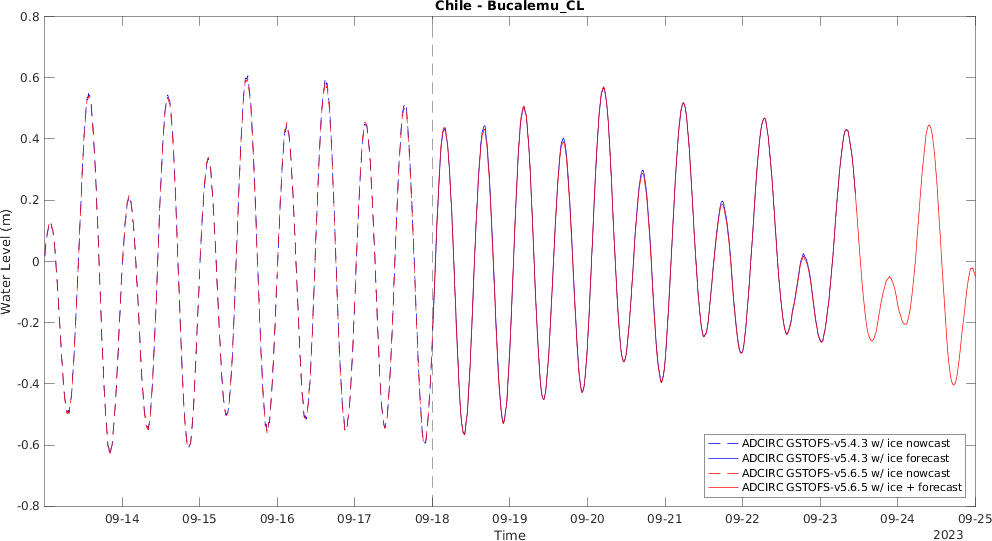 Chile - Bucalemu_CL
Water Level (m)
0.8
0.6
0.4
0.2
0
-0.2
-0.4
-0.6
-0.8
ADCIRC GSTOFS-v5.4.3 w/ ice nowcast
ADCIRC GSTOFS-v5.4.3 w/ ice forecast
ADCIRC GSTOFS-v5.6.5 w/ ice nowcast
ADCIRC GSTOFS-v5.6.5 w/ ice + forecast
09-14 09-15 09-16 09-17 09-18 09-19 09-20 09-21 09-22 09-23 09-24 09-25
Time
2023